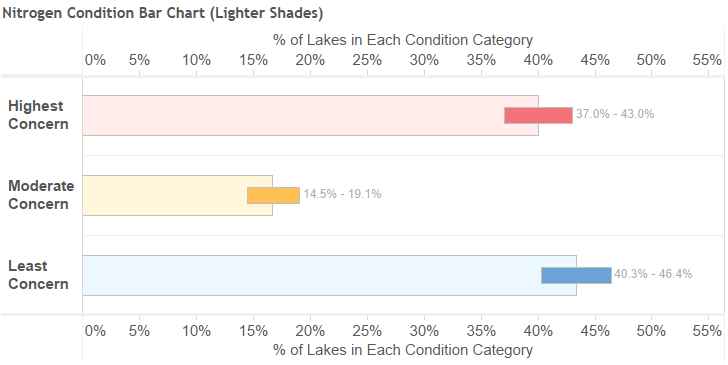 Nitrogen Condition Bar Chart (Lighter Shades)
% of Lakes in Each Condition Category
0% 5% 10% 15% 20% 25% 30% 35% 40% 45% 50% 55%
Highest
Concern
37.0% - 43.0%
Moderate
Concern
14.5% - 19.1%
Least
Concern
40.3% - 46.4%
0% 5% 10% 15% 20% 25% 30% 35% 40% 45% 50% 55%
% of Lakes in Each Condition Category